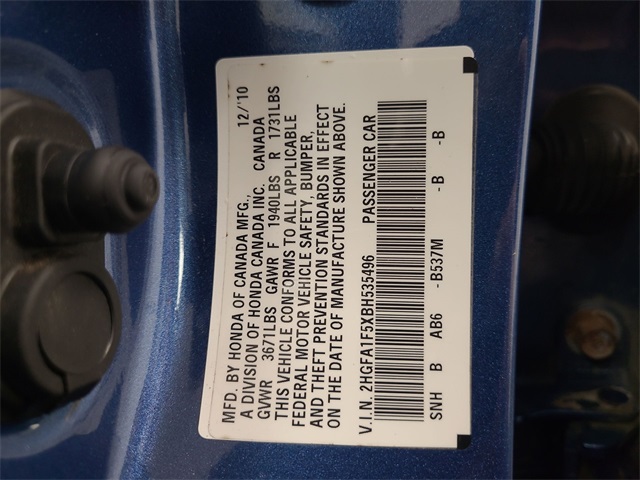 MFD. BY HONDA OF CANADA MFG., 12/'10
A DIVISION OF HONDA CANADA INC. CANADA
GVWR 3671LBS GAWR F 1940LBS R 1731LBS
THIS VEHICLE CONFORMS TO ALL APPLICABLE
FEDERAL MOTOR VEHICLE SAFETY, BUMPER,
AND THEFT PREVENTION STANDARDS IN EFFECT
ON THE DATE OF MANUFACTURE SHOWN ABOVE.
V.I.N. 2HGFA1F5XBH535496 PASSENGER CAR
SNH B AB6 -B537M -B -B